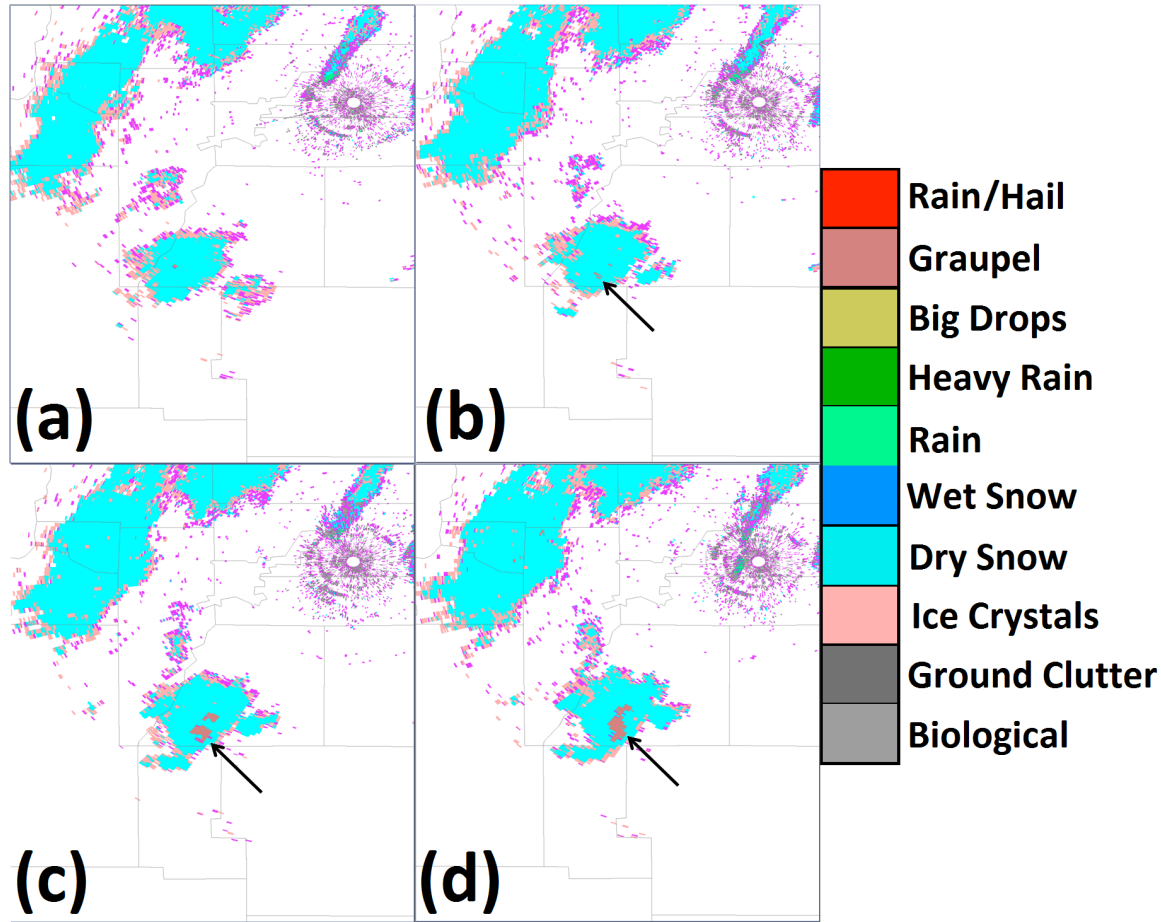 (a)
(b)
(c)
(d)
Rain/Hail
Graupel
Big Drops
Heavy Rain
Rain
Wet Snow
Dry Snow
Ice Crystals
Ground Clutter
Biological